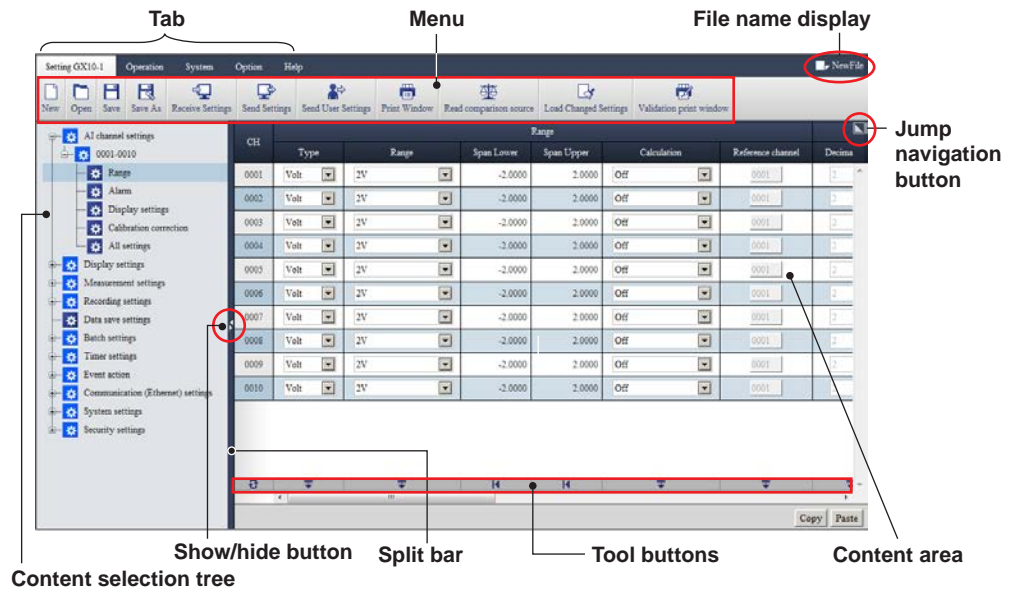 Tab Menu File name display
Setting GX10-1 Operation System Option Help NewFile
New Open Save Save As Receive Settings Send Settings Send User Settings Print Window Read comparison source Load Changed Settings Validation print window
Jump navigation button
AI channel settings
0001-0010
Range
Alarm
Display settings
Calibration correction
All settings
Display settings
Measurement settings
Recording settings
Data save settings
Batch settings
Timer settings
Event action
Communication (Ethernet) settings
System settings
Security settings
CH Range
Type Range Span Lower Span Upper Calculation Reference channel Decima
0001 Volt 2V -2.0000 2.0000 Off 0001 2
0002 Volt 2V -2.0000 2.0000 Off 0001 2
0003 Volt 2V -2.0000 2.0000 Off 0001 2
0004 Volt 2V -2.0000 2.0000 Off 0001 2
0005 Volt 2V -2.0000 2.0000 Off 0001 2
0006 Volt 2V -2.0000 2.0000 Off 0001 2
0007 Volt 2V -2.0000 2.0000 Off 0001 2
0008 Volt 2V -2.0000 2.0000 Off 0001 2
0009 Volt 2V -2.0000 2.0000 Off 0001 2
0010 Volt 2V -2.0000 2.0000 Off 0001 2
Copy Paste
Show/hide button Split bar Tool buttons Content area
Content selection tree